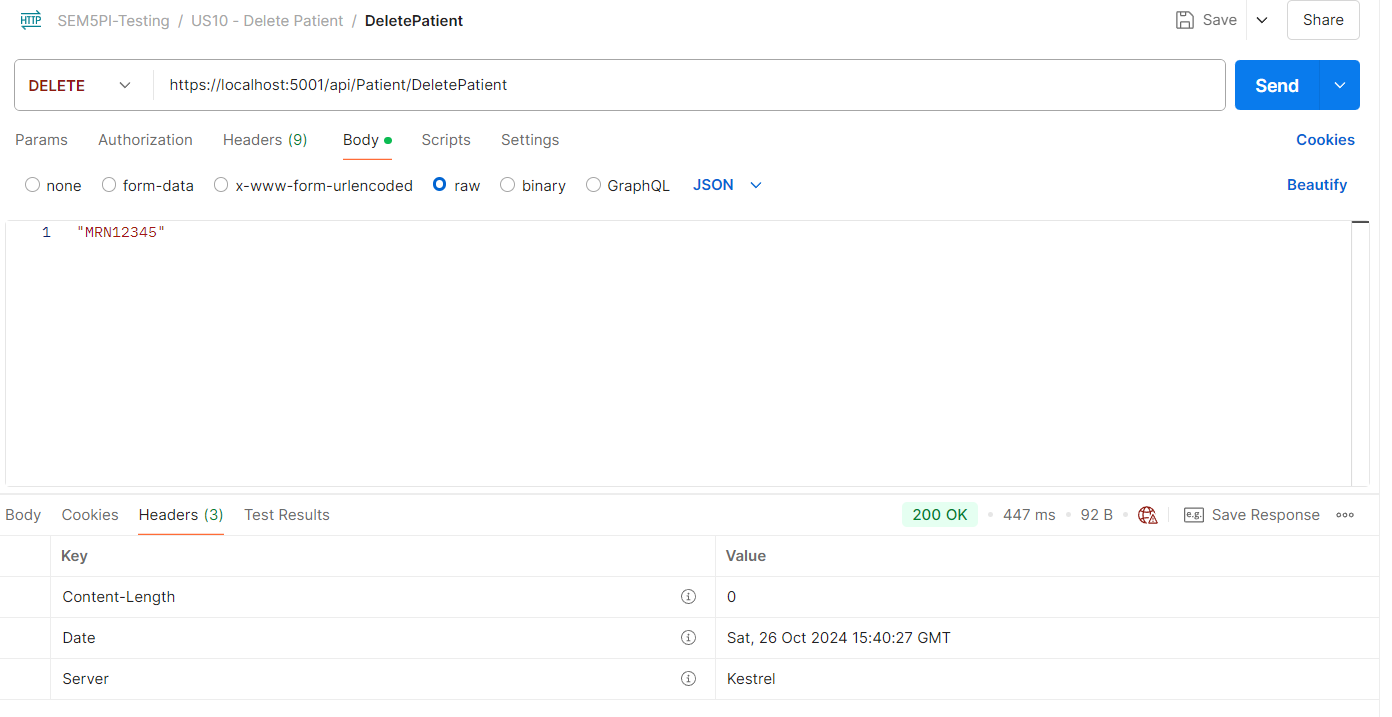 HTTP SEM5PI-Testing / US10 - Delete Patient / DeletePatient Save Share
DELETE https://localhost:5001/api/Patient/DeletePatient Send
Params Authorization Headers (9) Body Scripts Settings Cookies
none form-data x-www-form-urlencoded raw binary GraphQL JSON Beautify
1 "MRN12345"
Body Cookies Headers (3) Test Results 200 OK 447 ms 92 B e.g. Save Response
Key Value
Content-Length 0
Date Sat, 26 Oct 2024 15:40:27 GMT
Server Kestrel